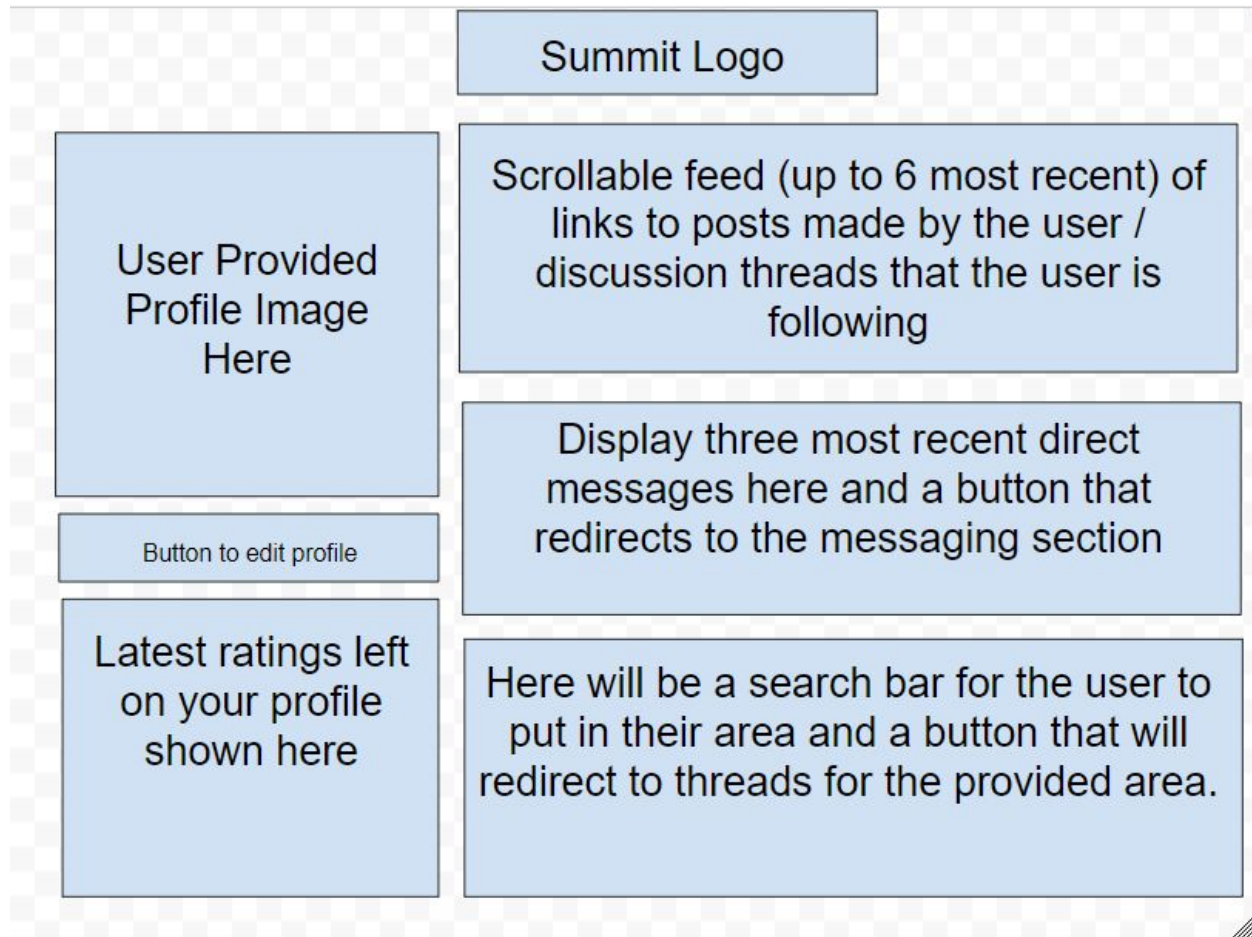 Summit Logo
User Provided
Profile Image
Here
Button to edit profile
Latest ratings left
on your profile
shown here
Scrollable feed (up to 6 most recent) of
links to posts made by the user /
discussion threads that the user is
following
Display three most recent direct
messages here and a button that
redirects to the messaging section
Here will be a search bar for the user to
put in their area and a button that will
redirect to threads for the provided area.